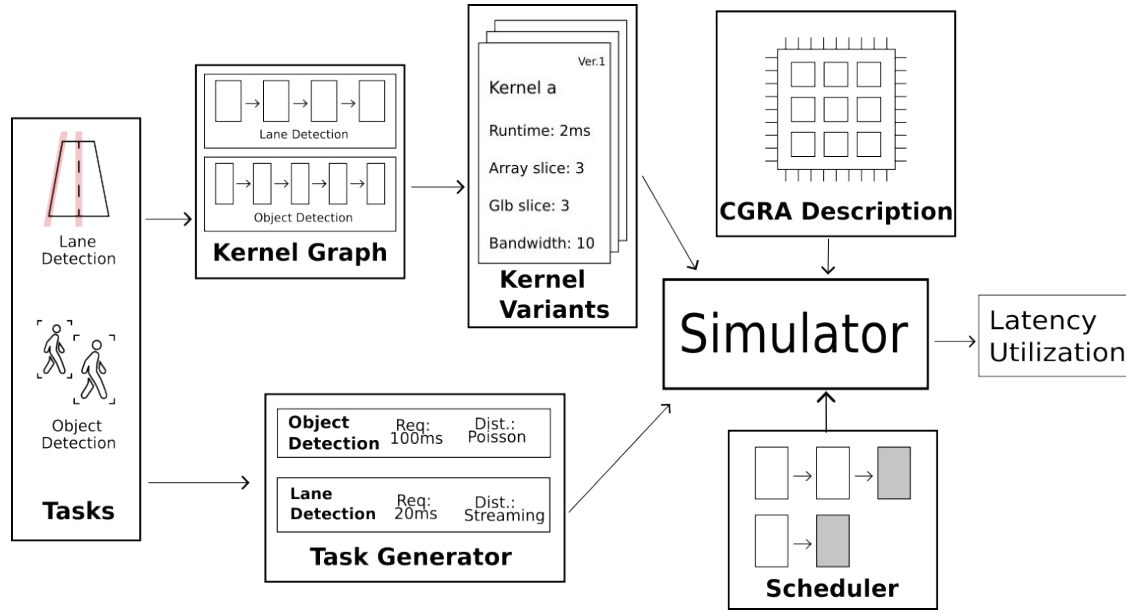 Lane
Detection
Object
Detection
Tasks
Lane Detection
Object Detection
Kernel Graph
Ver.1
Kernel a
Runtime: 2ms
Array slice: 3
Glb slice: 3
Bandwidth: 10
Kernel
Variants
CGRA Description
Simulator
Latency
Utilization
Object
Detection
Req:
100ms
Dist.:
Poisson
Lane
Detection
Req:
20ms
Dist.:
Streaming
Task Generator
Scheduler